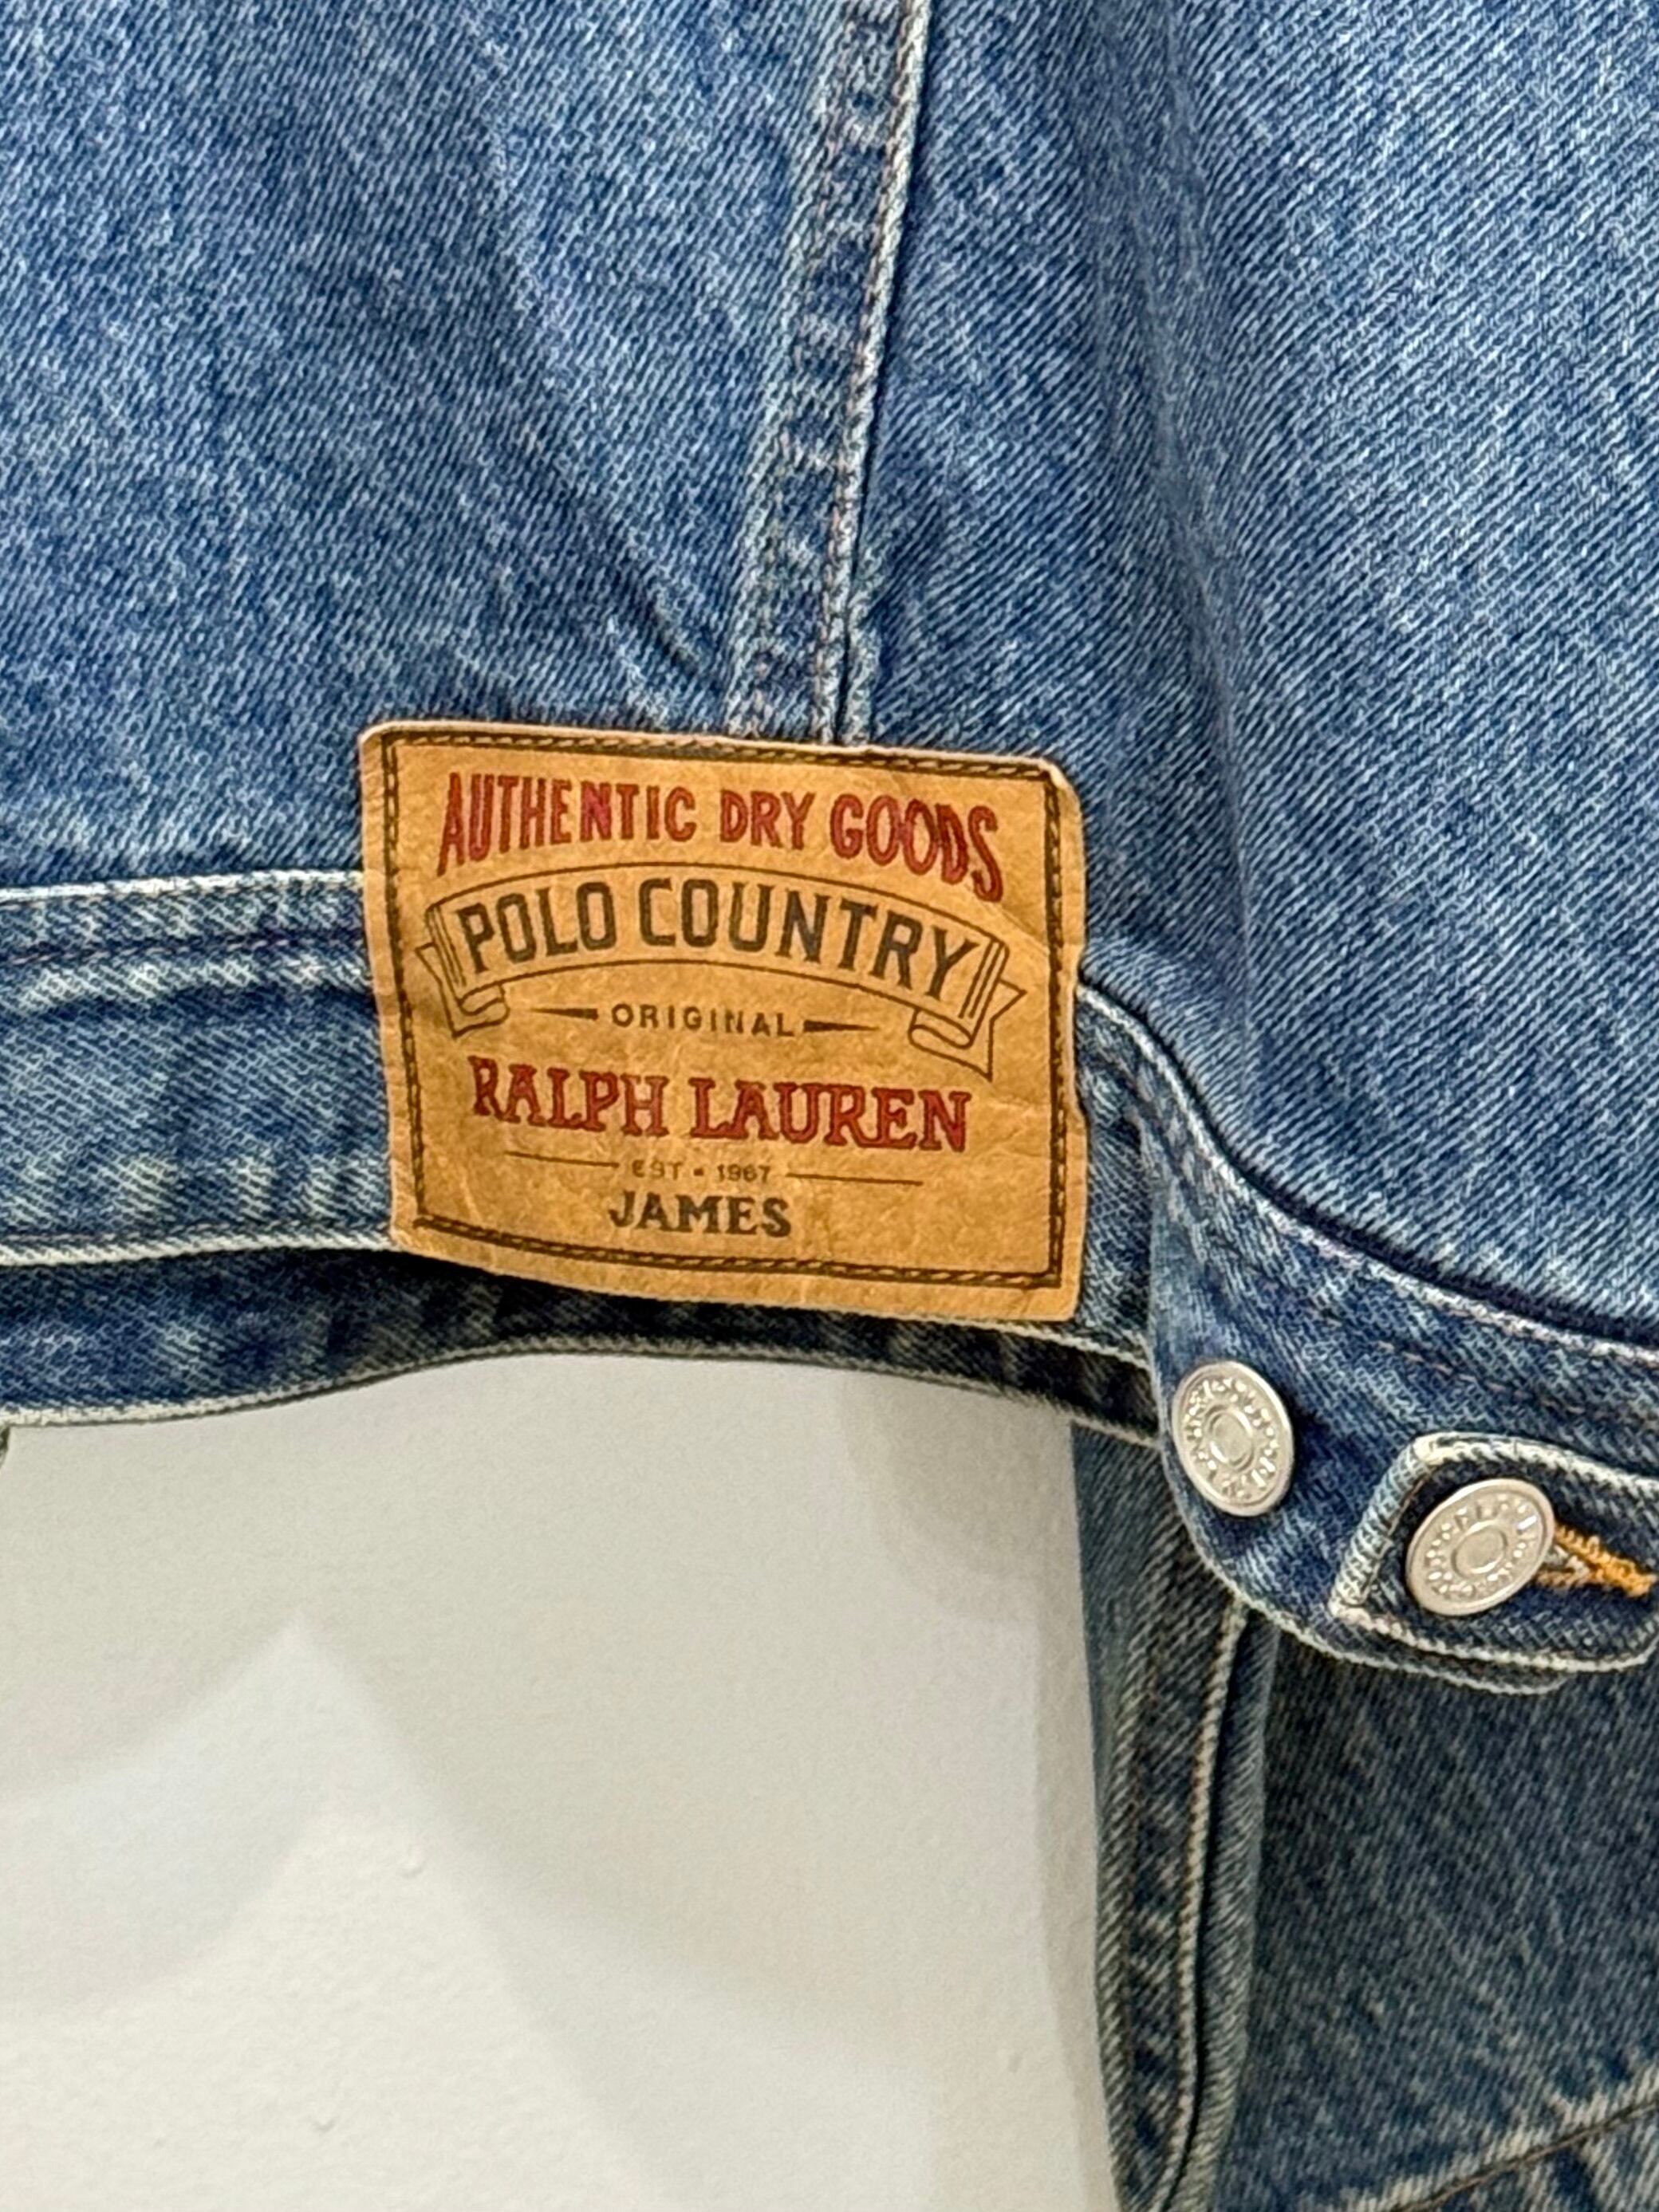 AUTHENTIC DRY GOODS
POLO COUNTRY
ORIGINAL
RALPH LAUREN
EST • 1967
JAMES